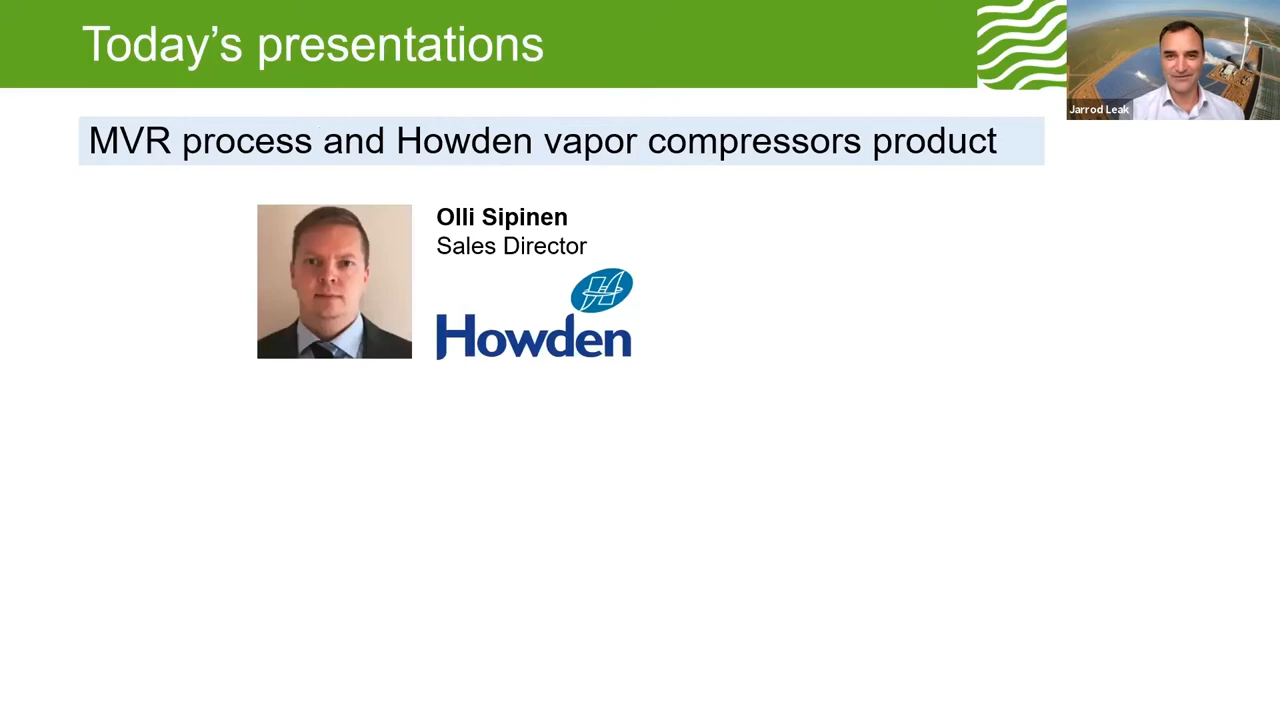 Today's presentations
Jarrod Leak
MVR process and Howden vapor compressors product
Olli Sipinen
Sales Director
Howden